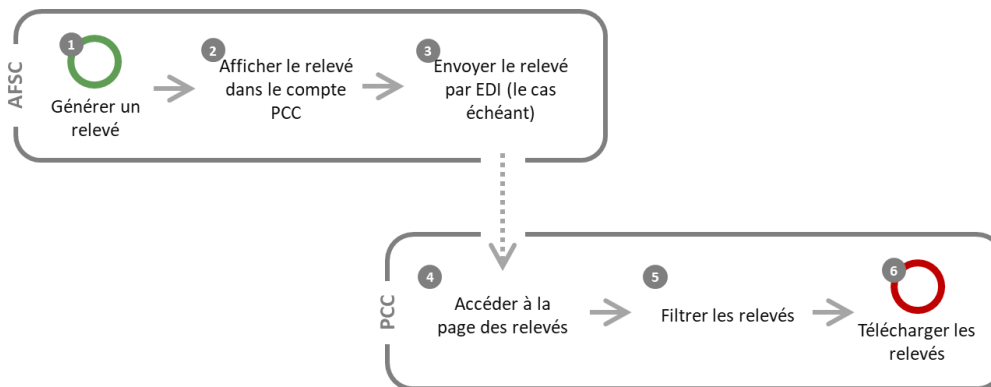 AFSC
1
Générer un
relevé
2
Afficher le relevé
dans le compte
PCC
3
Envoyer le relevé
par EDI (le cas
échéant)
PCC
4
Accéder à la
page des relevés
5
Filtrer les relevés
6
Télécharger les
relevés